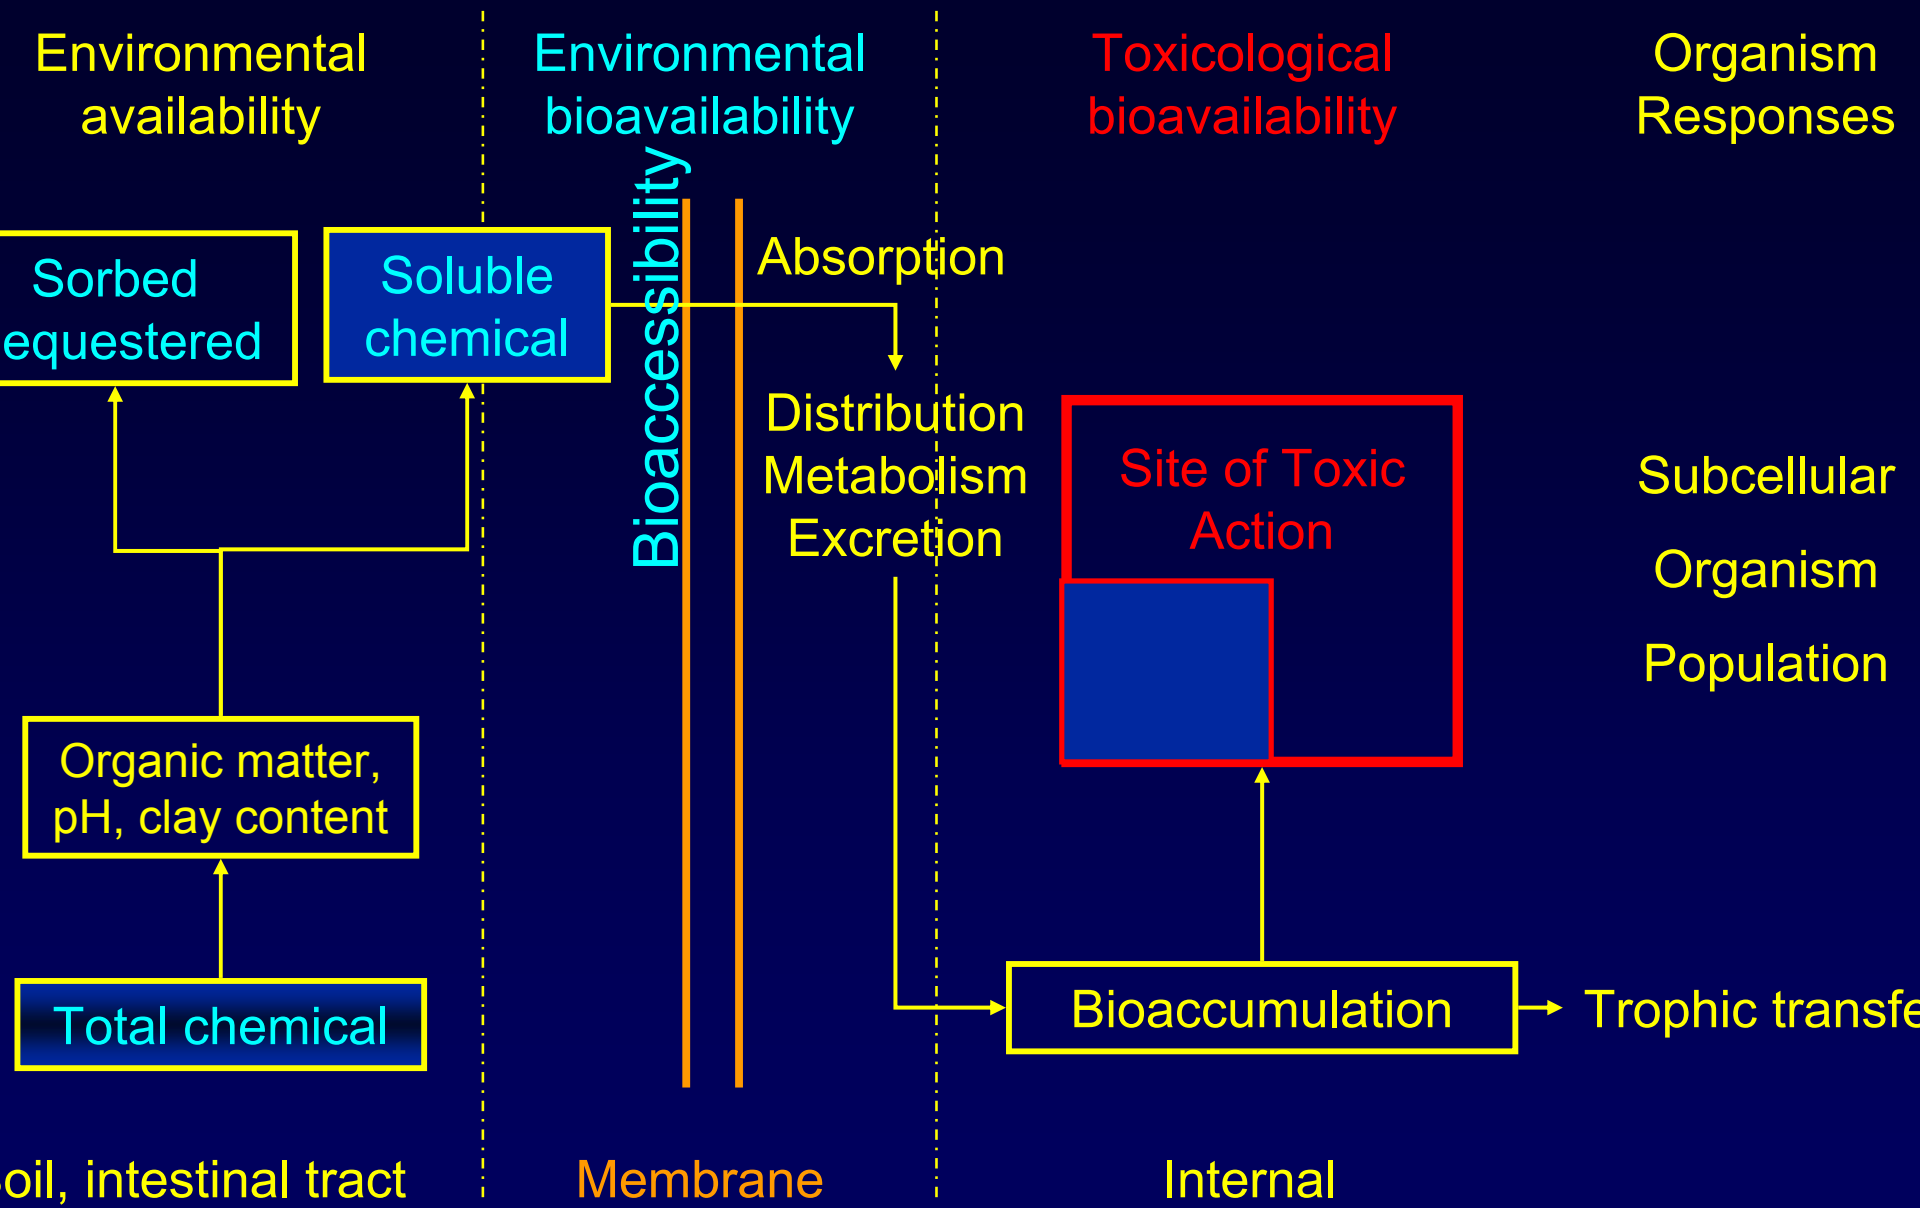 Environmental
availability
Environmental
bioavailability
Toxicological
bioavailability
Organism
Responses
Sorbed
equestered
Soluble
chemical
Bioaccessibility
Absorption
Distribution
Metabolism
Excretion
Site of Toxic
Action
Subcellular
Organism
Population
Organic matter,
pH, clay content
Total chemical
Bioaccumulation
Trophic transfe
oil, intestinal tract
Membrane
Internal